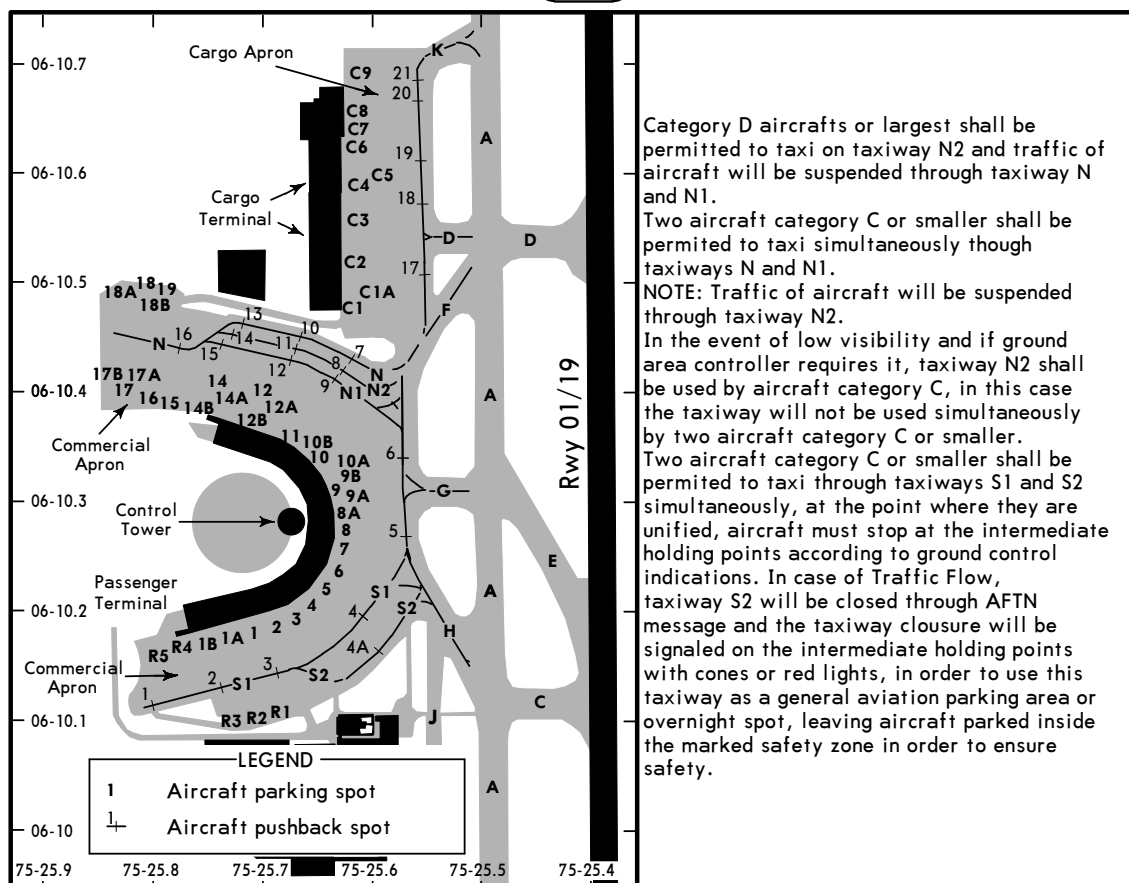 06-10.7
06-10.6
06-10.5
06-10.4
06-10.3
06-10.2
06-10.1
06-10
75-25.9
75-25.8
75-25.7
75-25.6
75-25.5
75-25.4
Cargo Apron
K
C9
21
20
C8
C7
C6
A
19
C5
C4
18
Cargo
Terminal
C3
D
D
C2
17
18
19
18A
18B
C1A
C1
F
13
10
N
16
14
11
7
15
12
8
9
N
N2
N1
17B
17A
17
16
15
14
14A
14B
12
12A
12B
A
Commercial
Apron
11
10B
10
10A
9B
9
9A
8A
8
7
6
5
4
3
2
1
1A
1B
R4
R5
6
G
5
Rwy 01/19
Control
Tower
E
Passenger
Terminal
S1
S2
A
4
4A
H
Commercial
Apron
3
S2
2
S1
1
R3
R2
R1
J
C
A
LEGEND
1 Aircraft parking spot
1 Aircraft pushback spot
Category D aircrafts or largest shall be
permitted to taxi on taxiway N2 and traffic of
aircraft will be suspended through taxiway N
and N1.
Two aircraft category C or smaller shall be
permited to taxi simultaneously though
taxiways N and N1.
NOTE: Traffic of aircraft will be suspended
through taxiway N2.
In the event of low visibility and if ground
area controller requires it, taxiway N2 shall
be used by aircraft category C, in this case
the taxiway will not be used simultaneously
by two aircraft category C or smaller.
Two aircraft category C or smaller shall be
permited to taxi through taxiways S1 and S2
simultaneously, at the point where they are
unified, aircraft must stop at the intermediate
holding points according to ground control
indications. In case of Traffic Flow,
taxiway S2 will be closed through AFTN
message and the taxiway clousure will be
signaled on the intermediate holding points
with cones or red lights, in order to use this
taxiway as a general aviation parking area or
overnight spot, leaving aircraft parked inside
the marked safety zone in order to ensure
safety.